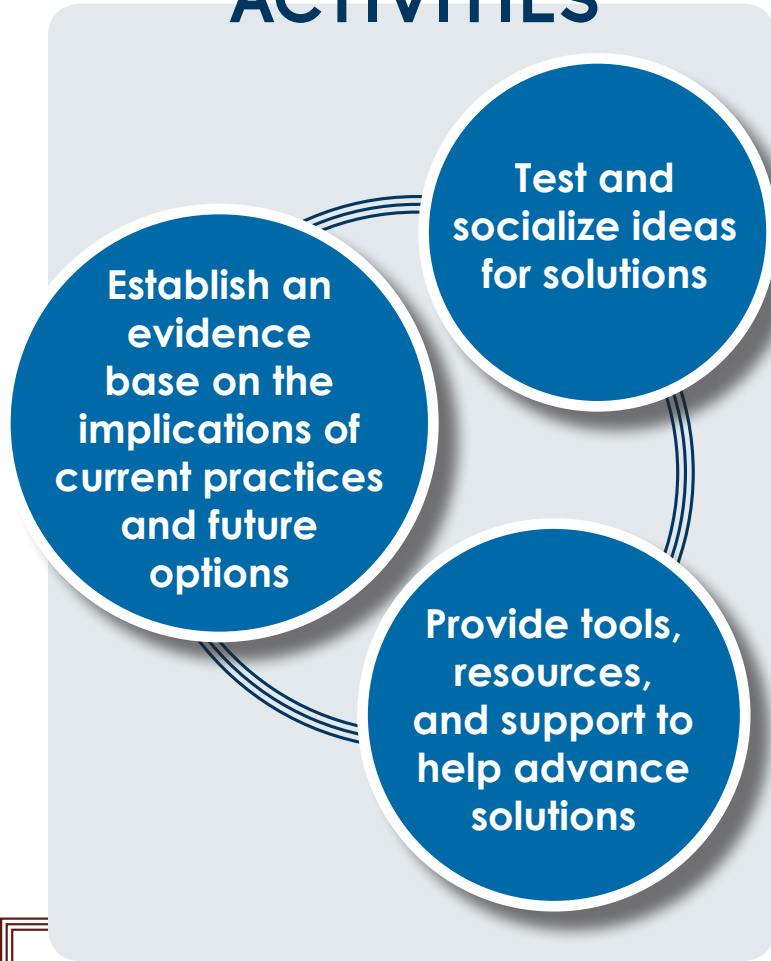 ACTIVITIES
Test and
socialize ideas
for solutions
Establish an
evidence
base on the
implications of
current practices
and future
options
Provide tools,
resources,
and support to
help advance
solutions